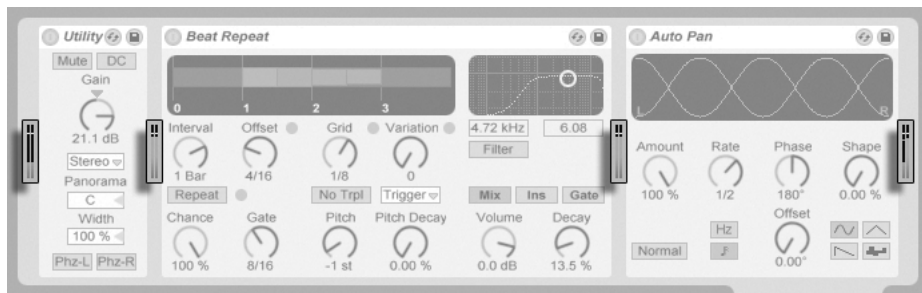 Utility
Mute DC
Gain
21.1 dB
Stereo
Panorama
C
Width
100 %
Phz-L Phz-R
Beat Repeat
0 1 2 3
Interval Offset Grid Variation
1 Bar 4/16 1/8 0
Repeat No Trpl Trigger
Chance Gate Pitch Pitch Decay
100 % 8/16 -1 st 0.00 %
4.72 kHz 6.08
Filter
Mix Ins Gate
Volume Decay
0.0 dB 13.5 %
Auto Pan
L R
Amount Rate Phase Shape
100 % 1/2 180° 0.00 %
Offset
Hz
Normal
0.00°